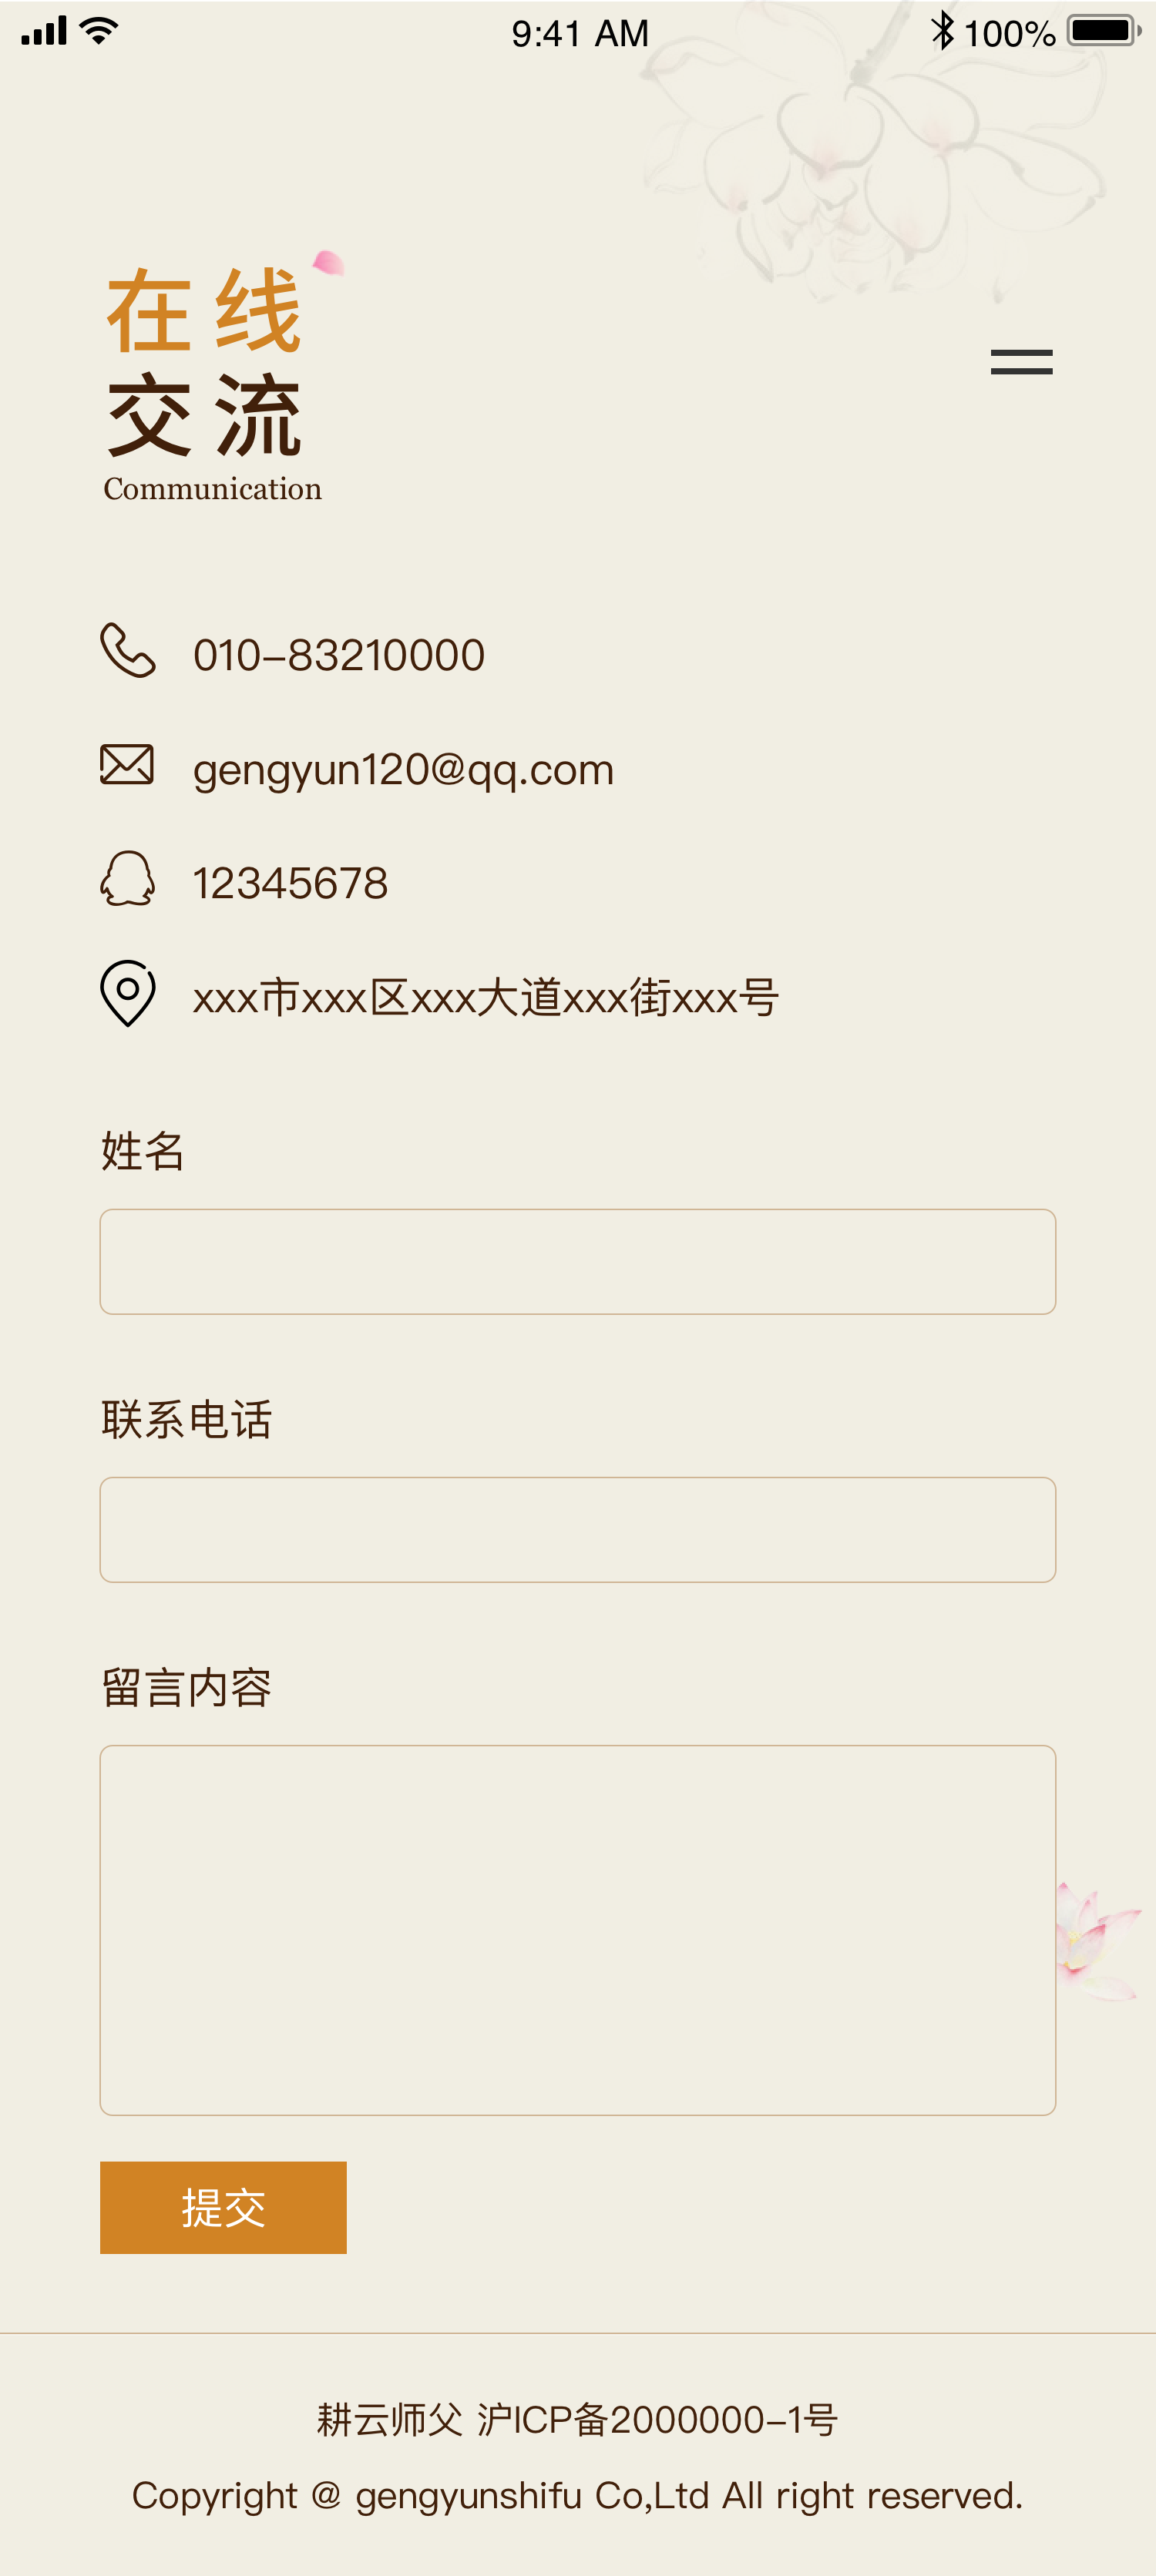 9:41 AM 100%
在线
交流
Communication
010-83210000
gengyun120@qq.com
12345678
xxx市xxx区xxx大道xxx街xxx号
姓名
联系电话
留言内容
提交
耕云师父 沪ICP备2000000-1号
Copyright @ gengyunshifu Co,Ltd All right reserved.